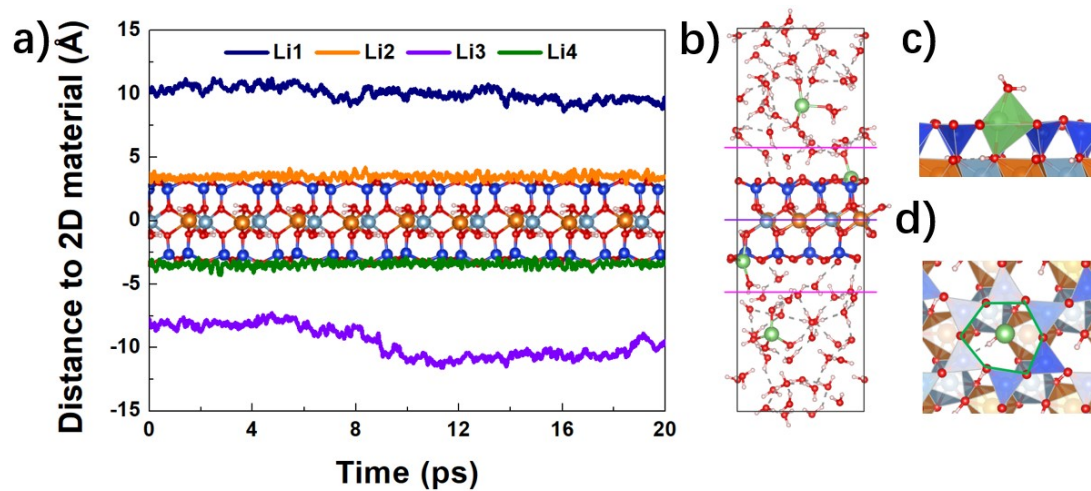 a)
Distance to 2D material (Å)
15
10
5
0
-5
-10
-15
Li1 Li2 Li3 Li4
0 4 8 12 16 20
Time (ps)
b)
c)
d)